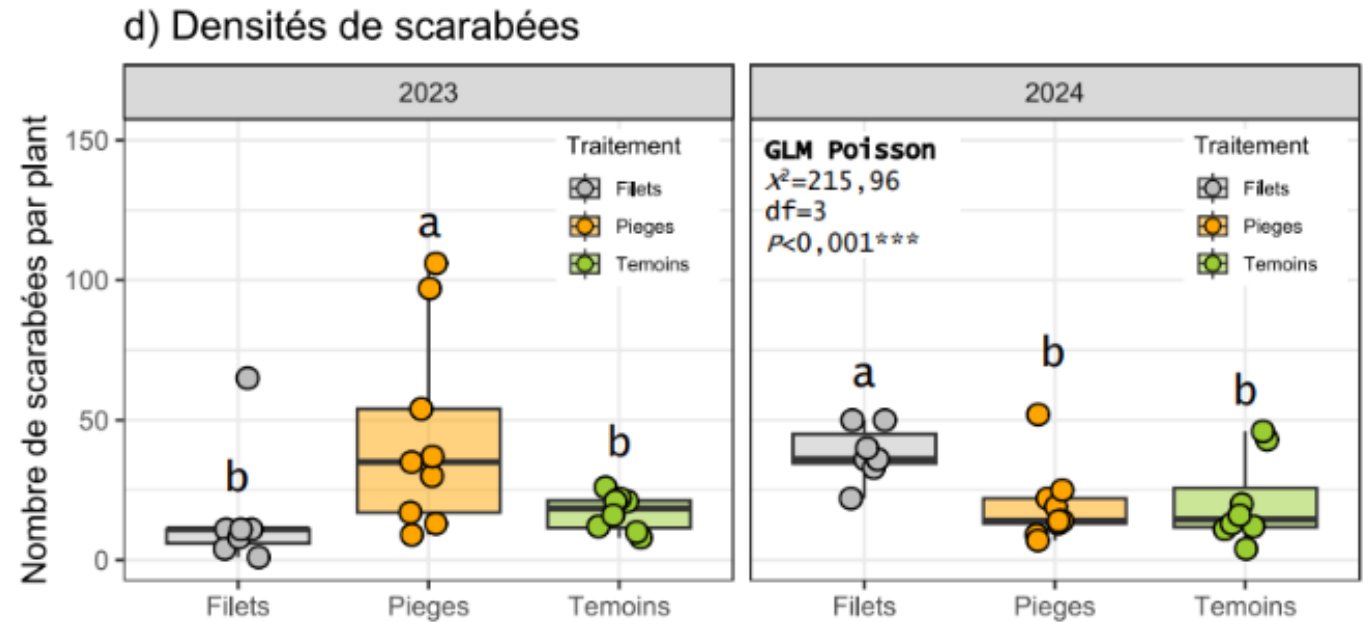 d) Densités de scarabées
2023
2024
Nombre de scarabées par plant
150
100
50
0
a
b
b
Traitement
Filets
Pieges
Temoins
GLM Poisson
X²=215,96
df=3
P<0,001***
a
b
b
Traitement
Filets
Pieges
Temoins
Filets
Pieges
Temoins
Filets
Pieges
Temoins